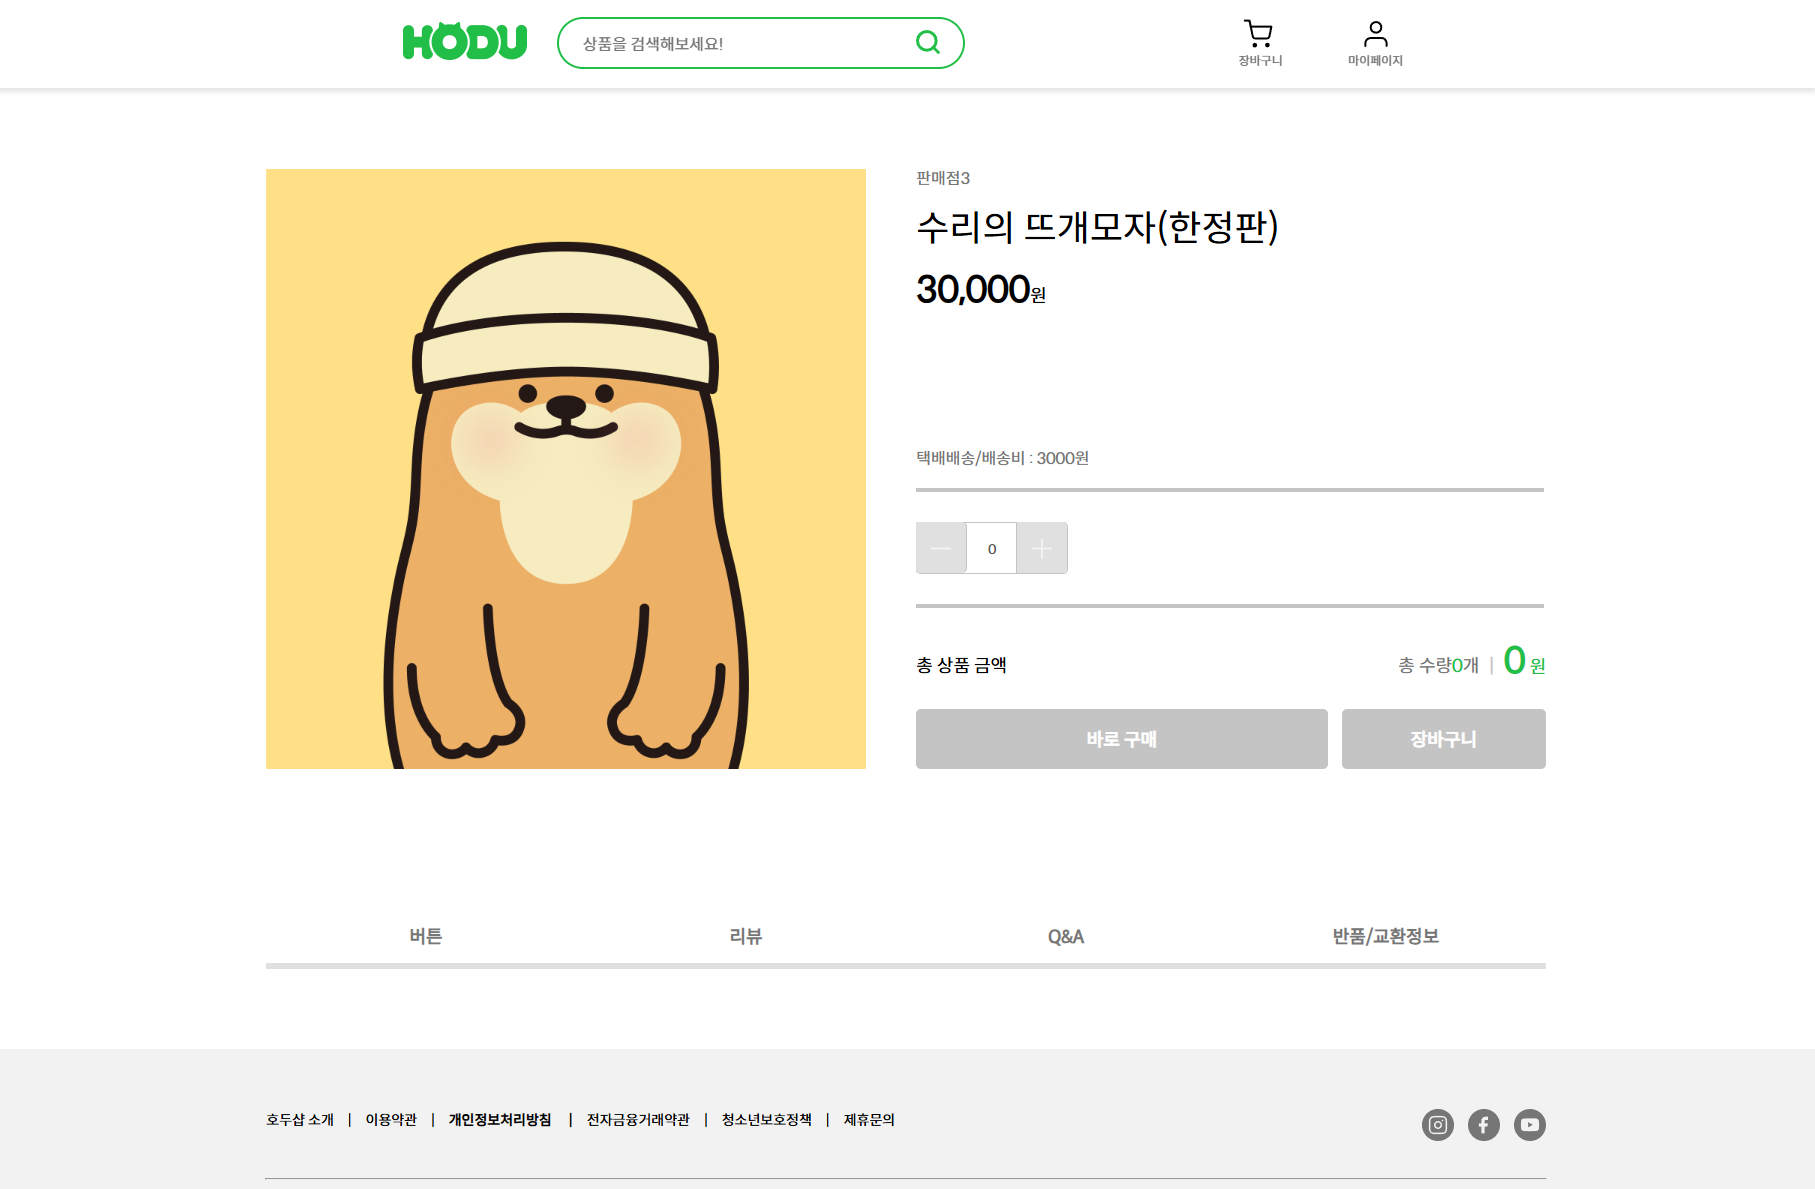 HODU
상품을 검색해보세요!
장바구니
마이페이지
판매점3
수리의 뜨개모자(한정판)
30,000원
택배배송/배송비 : 3000원
0
총 상품 금액
총 수량0개 | 0 원
바로 구매
장바구니
버튼
리뷰
Q&A
반품/교환정보
호두샵 소개 | 이용약관 | 개인정보처리방침 | 전자금융거래약관 | 청소년보호정책 | 제휴문의